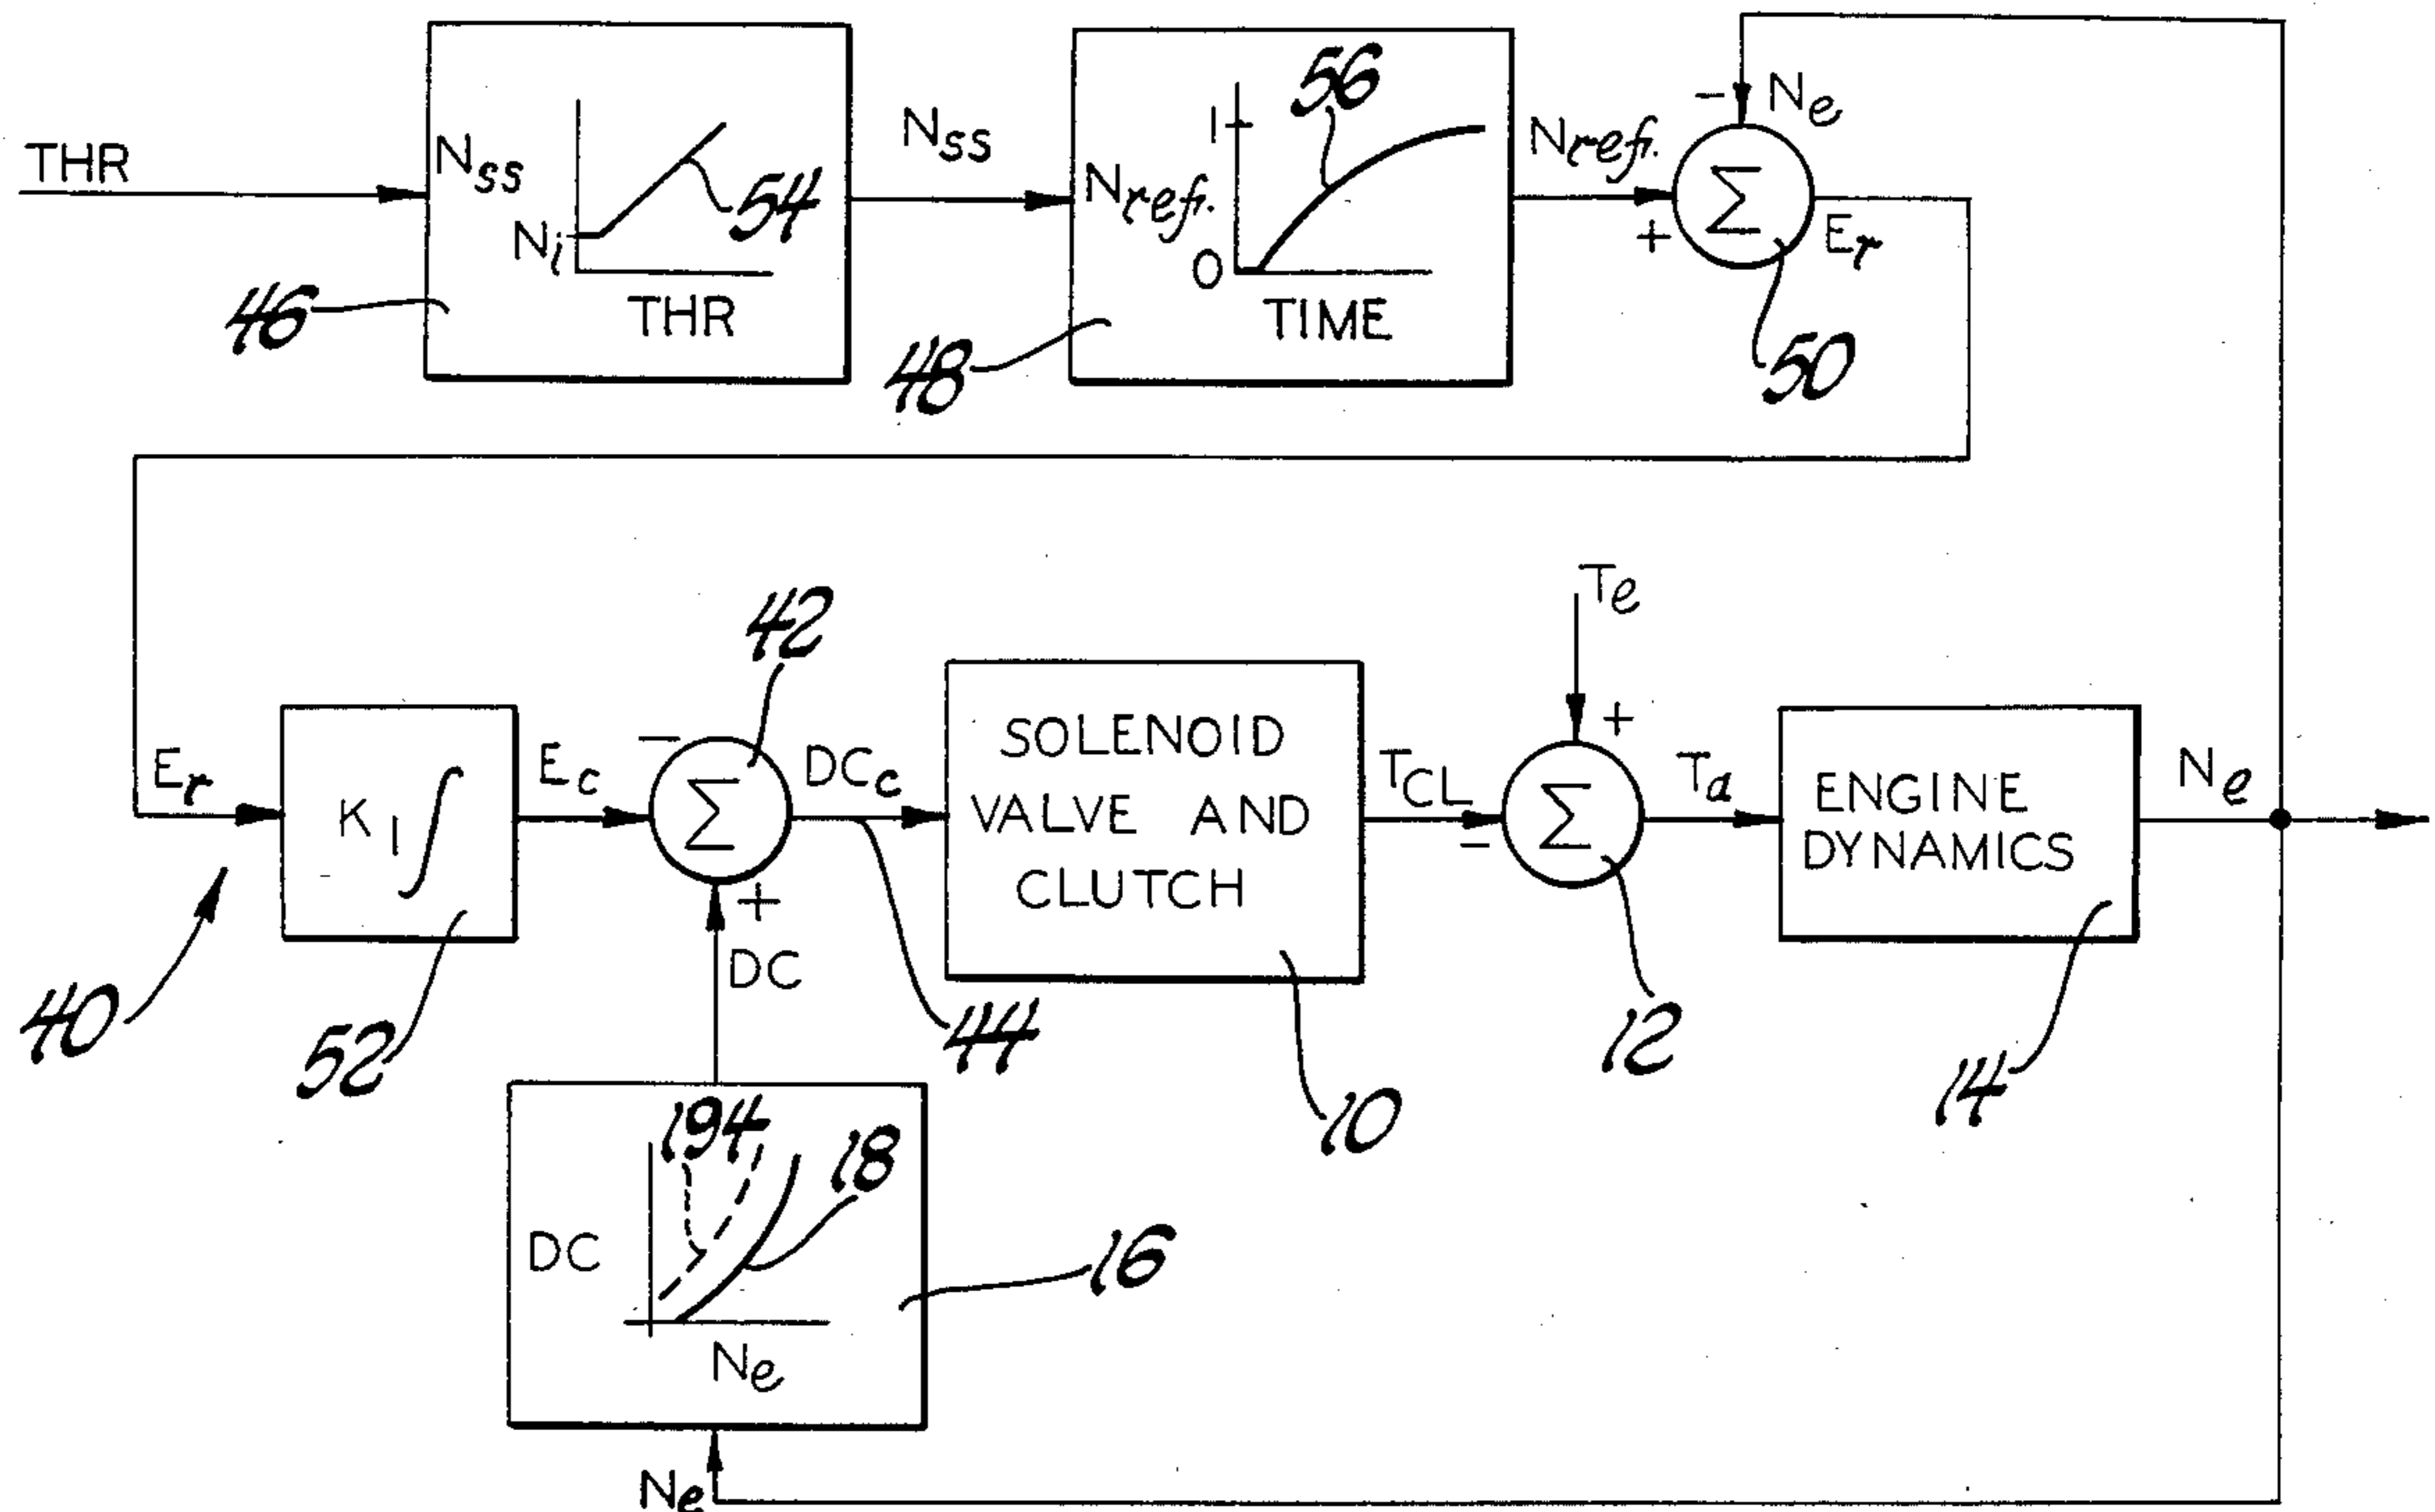 THR
46
Nss
Ni
54
THR
Nss
48
Nref.
1
0
56
TIME
Nref.
+
-
Ne
Σ
Er
50
Er
40
K1∫
52
Ec
-
42
Σ
+
DC
DCc
44
SOLENOID
VALVE AND
CLUTCH
10
TCL
-
Te
+
Σ
12
Ta
ENGINE
DYNAMICS
14
Ne
194
18
DC
Ne
16
Ne